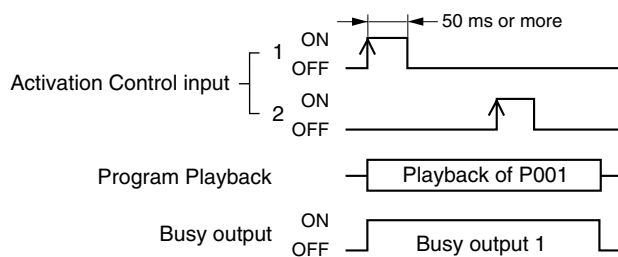 50 ms or more
1 ON
OFF
Activation Control input
2 ON
OFF
Program Playback Playback of P001
Busy output ON
OFF Busy output 1